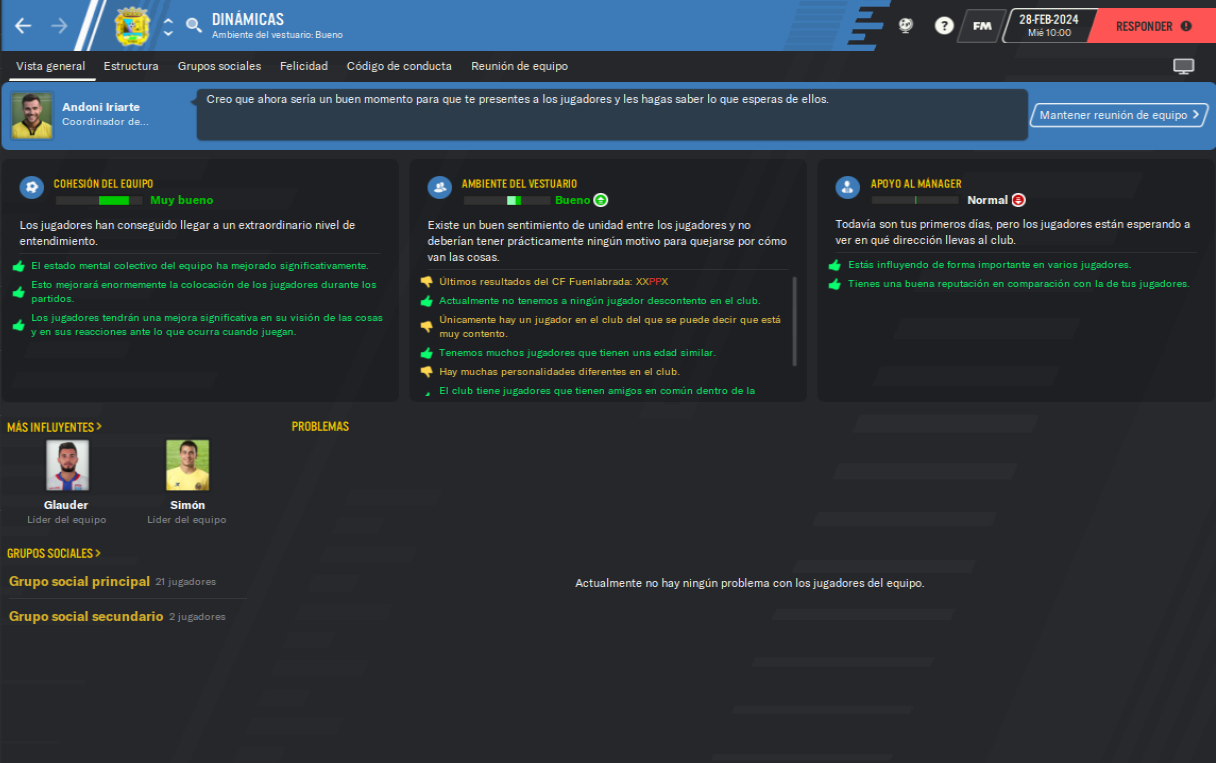 DINÁMICAS
Ambiente del vestuario: Bueno
?
FM
28-FEB-2024
Mié 10:00
RESPONDER
Vista general
Estructura
Grupos sociales
Felicidad
Código de conducta
Reunión de equipo
Andoni Iriarte
Coordinador de...
Creo que ahora sería un buen momento para que te presentes a los jugadores y les hagas saber lo que esperas de ellos.
Mantener reunión de equipo
COHESIÓN DEL EQUIPO
Muy bueno
Los jugadores han conseguido llegar a un extraordinario nivel de
entendimiento.
El estado mental colectivo del equipo ha mejorado significativamente.
Esto mejorará enormemente la colocación de los jugadores durante los
partidos.
Los jugadores tendrán una mejora significativa en su visión de las cosas
y en sus reacciones ante lo que ocurra cuando juegan.
AMBIENTE DEL VESTUARIO
Bueno
Existe un buen sentimiento de unidad entre los jugadores y no
deberían tener prácticamente ningún motivo para quejarse por cómo
van las cosas.
Últimos resultados del CF Fuenlabrada: XXPPX
Actualmente no tenemos a ningún jugador descontento en el club.
Únicamente hay un jugador en el club del que se puede decir que está
muy contento.
Tenemos muchos jugadores que tienen una edad similar.
Hay muchas personalidades diferentes en el club.
El club tiene jugadores que tienen amigos en común dentro de la
APOYO AL MÁNAGER
Normal
Todavía son tus primeros días, pero los jugadores están esperando a
ver en qué dirección llevas al club.
Estás influyendo de forma importante en varios jugadores.
Tienes una buena reputación en comparación con la de tus jugadores.
MÁS INFLUYENTES
Glauder
Líder del equipo
Simón
Líder del equipo
GRUPOS SOCIALES
Grupo social principal 21 jugadores
Grupo social secundario 2 jugadores
PROBLEMAS
Actualmente no hay ningún problema con los jugadores del equipo.